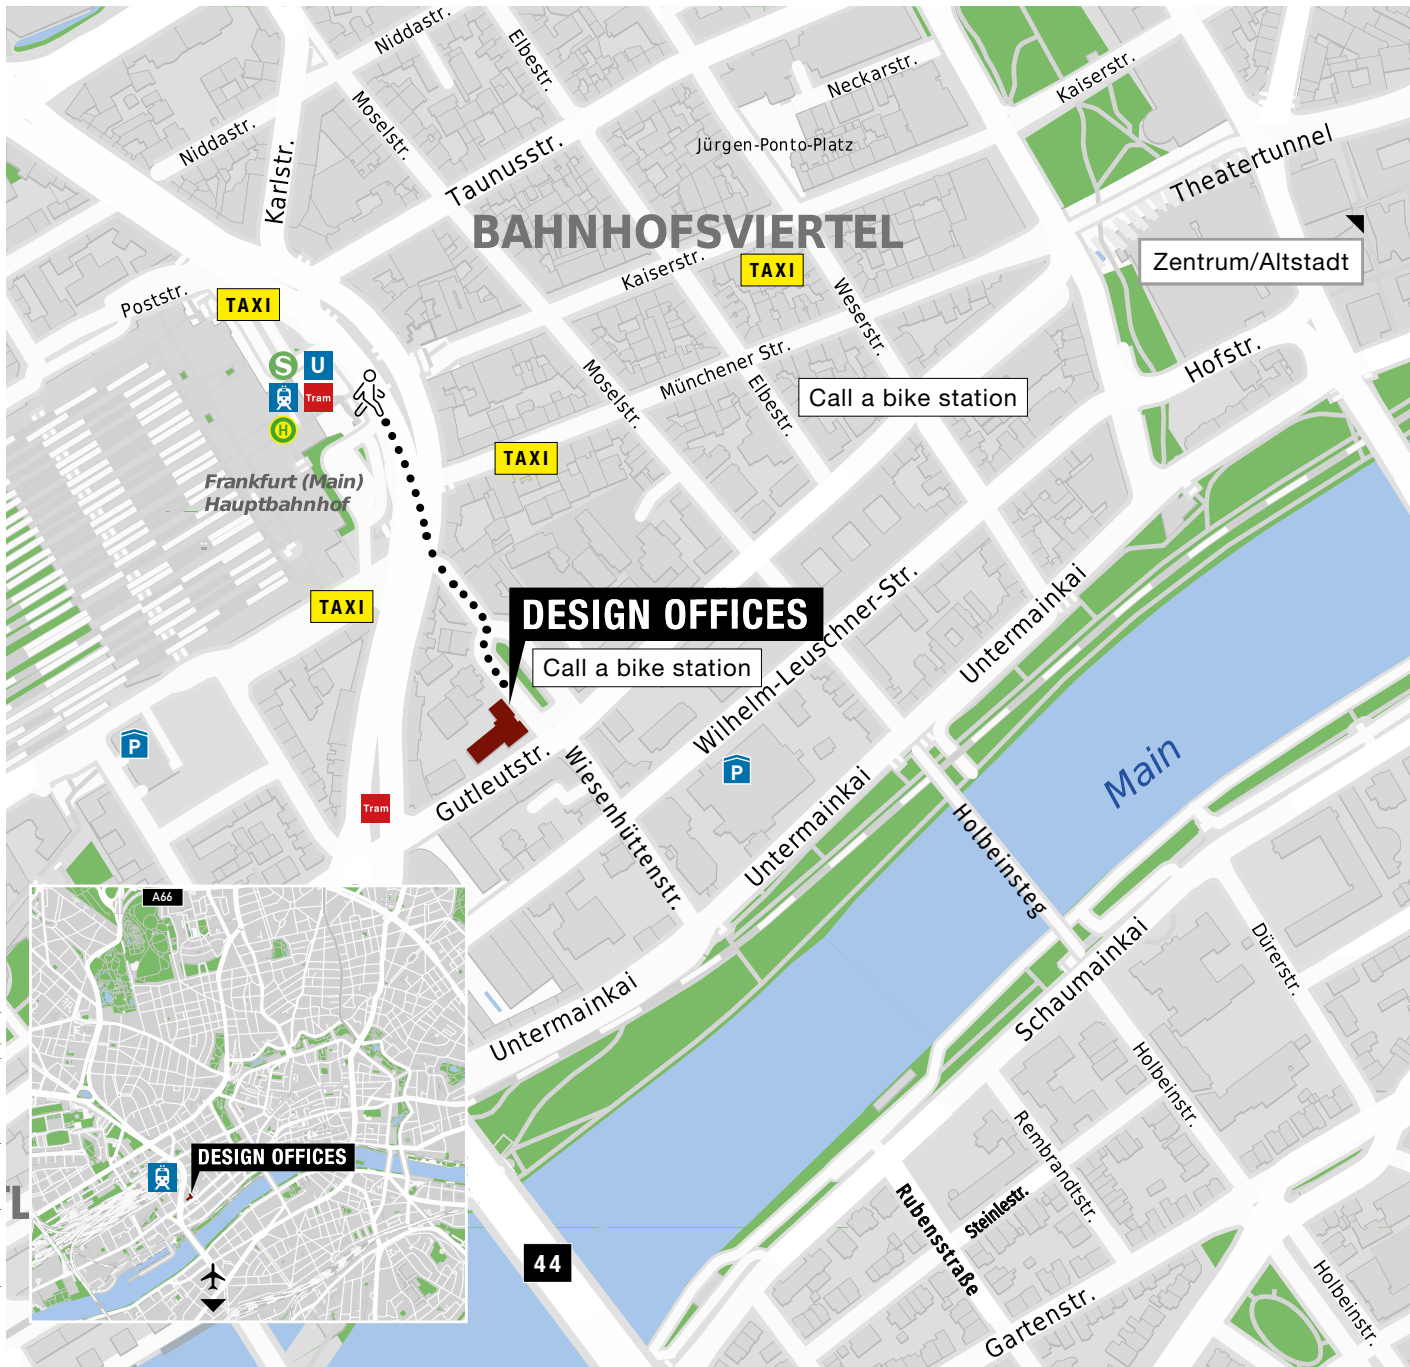 Niddastr.
Elbestr.
Kaiserstr.
Neckarstr.
Moselstr.
Niddastr.
Karlstr.
Taunusstr.
Jürgen-Ponto-Platz
Theatertunnel
BAHNHOFSVIERTEL
Zentrum/Altstadt
Kaiserstr.
TAXI
Poststr.
TAXI
Weserstr.
Hofstr.
S
U
Münchener Str.
Moselstr.
Elbestr.
Tram
Call a bike station
H
TAXI
Frankfurt (Main)
Hauptbahnhof
TAXI
DESIGN OFFICES
Call a bike station
Wilhelm-Leuschner-Str.
Untermainkai
P
P
Main
Gutleutstr.
Wiesenhüttenstr.
Tram
Untermainkai
Holbeinsteg
A66
Dürerstr.
Schaumainkai
Untermainkai
Holbeinstr.
Rembrandtstr.
DESIGN OFFICES
TL
Rubensstraße
Steinlestr.
44
Holbeinstr.
Gartenstr.